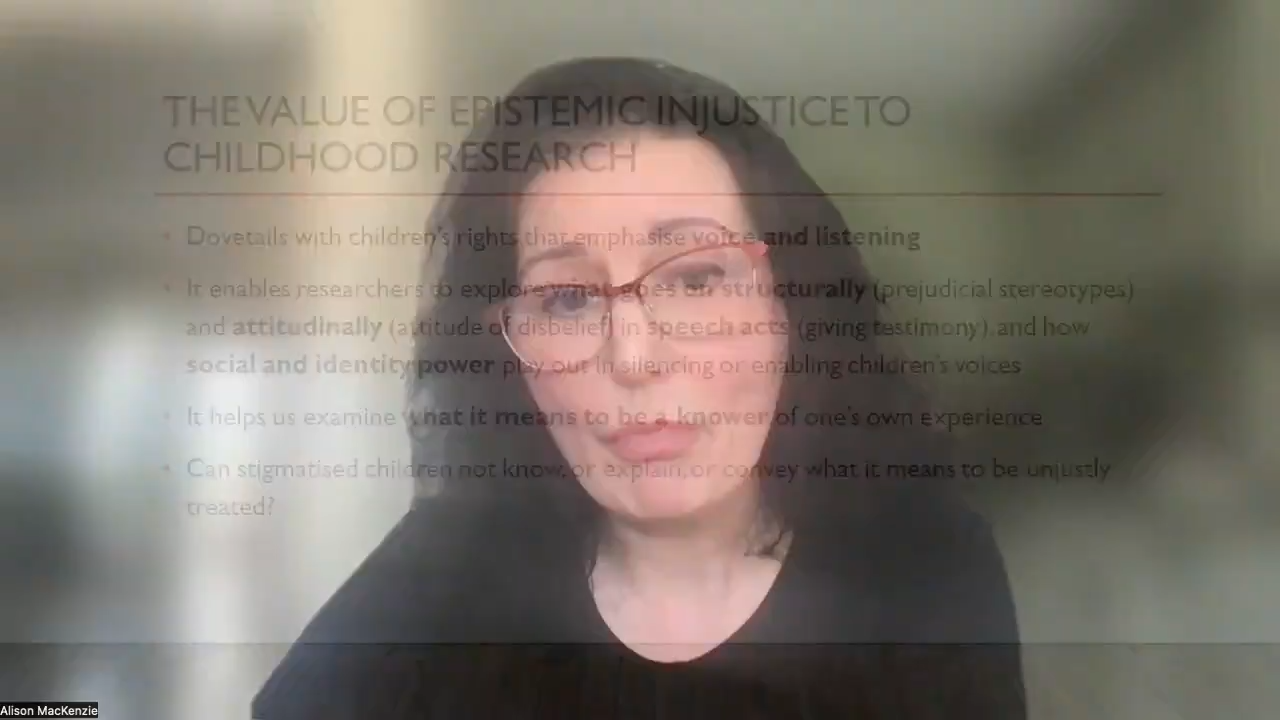 THE VALUE OF EPISTEMIC INJUSTICE TO
CHILDHOOD RESEARCH
• Dovetails with children's rights that emphasise voice and listening
• It enables researchers to explore what goes on structurally (prejudicial stereotypes)
and attitudinally (attitude of disbelief) in speech acts (giving testimony) and how
social and identity power play out in silencing or enabling children's voices
• It helps us examine what it means to be a knower of one's own experience
• Can stigmatised children not know, or explain, or convey what it means to be unjustly
treated?
Alison MacKenzie